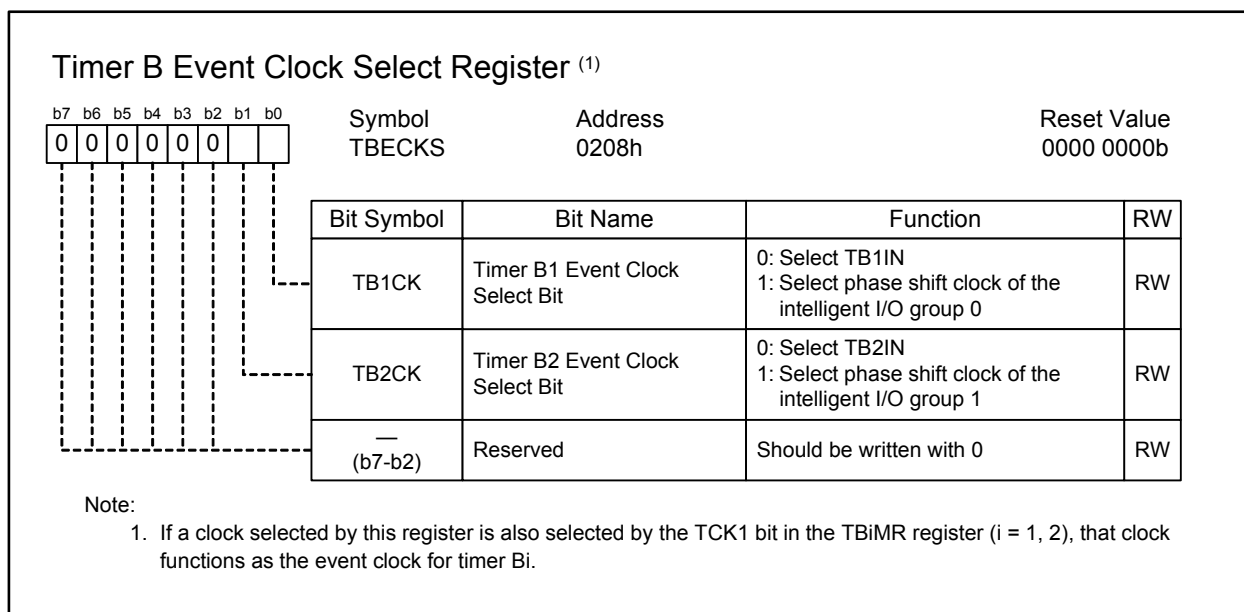 Timer B Event Clock Select Register (1)
b7 b6 b5 b4 b3 b2 b1 b0
0 0 0 0 0 0
Symbol Address Reset Value
TBECKS 0208h 0000 0000b
Bit Symbol Bit Name Function RW
TB1CK Timer B1 Event Clock Select Bit 0: Select TB1IN
1: Select phase shift clock of the
intelligent I/O group 0 RW
TB2CK Timer B2 Event Clock Select Bit 0: Select TB2IN
1: Select phase shift clock of the
intelligent I/O group 1 RW
—
(b7-b2) Reserved Should be written with 0 RW
Note:
1. If a clock selected by this register is also selected by the TCK1 bit in the TBiMR register (i = 1, 2), that clock
functions as the event clock for timer Bi.